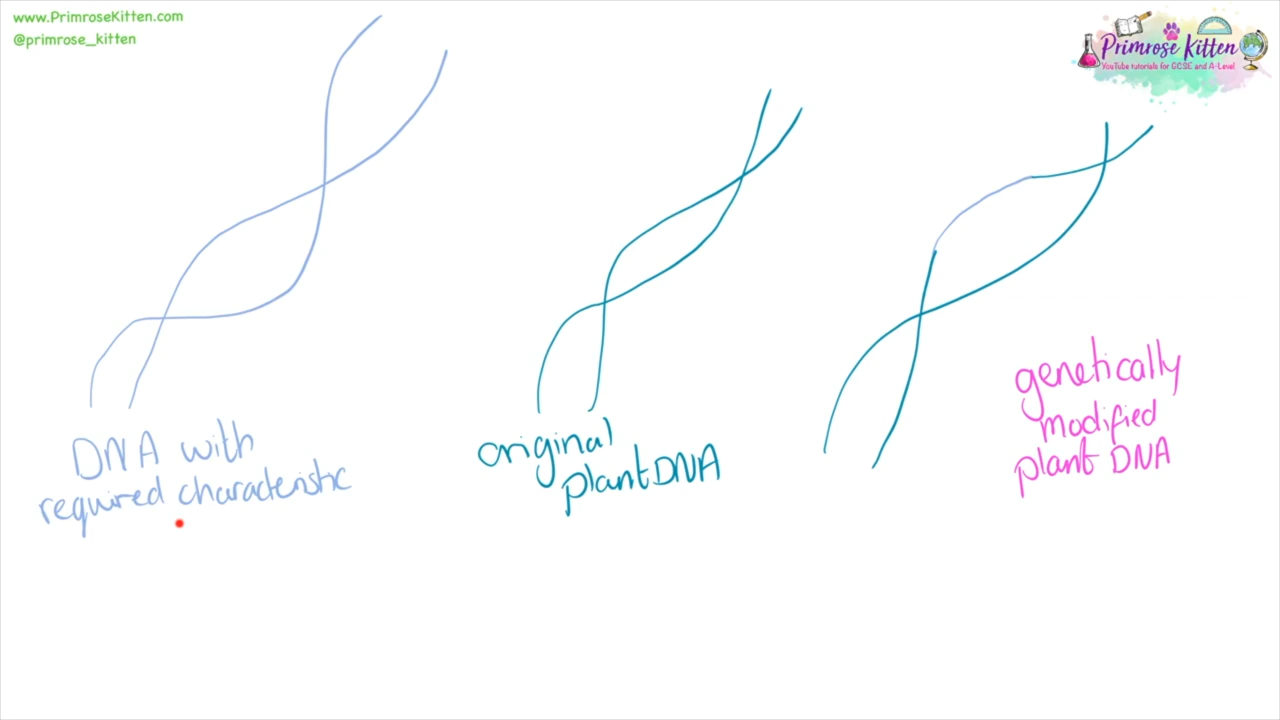 www.PrimroseKitten.com
@primrose_kitten
Primrose Kitten
YouTube tutorials for GCSE and A-Level
DNA with
required characteristic
original
plant DNA
genetically
modified
plant DNA